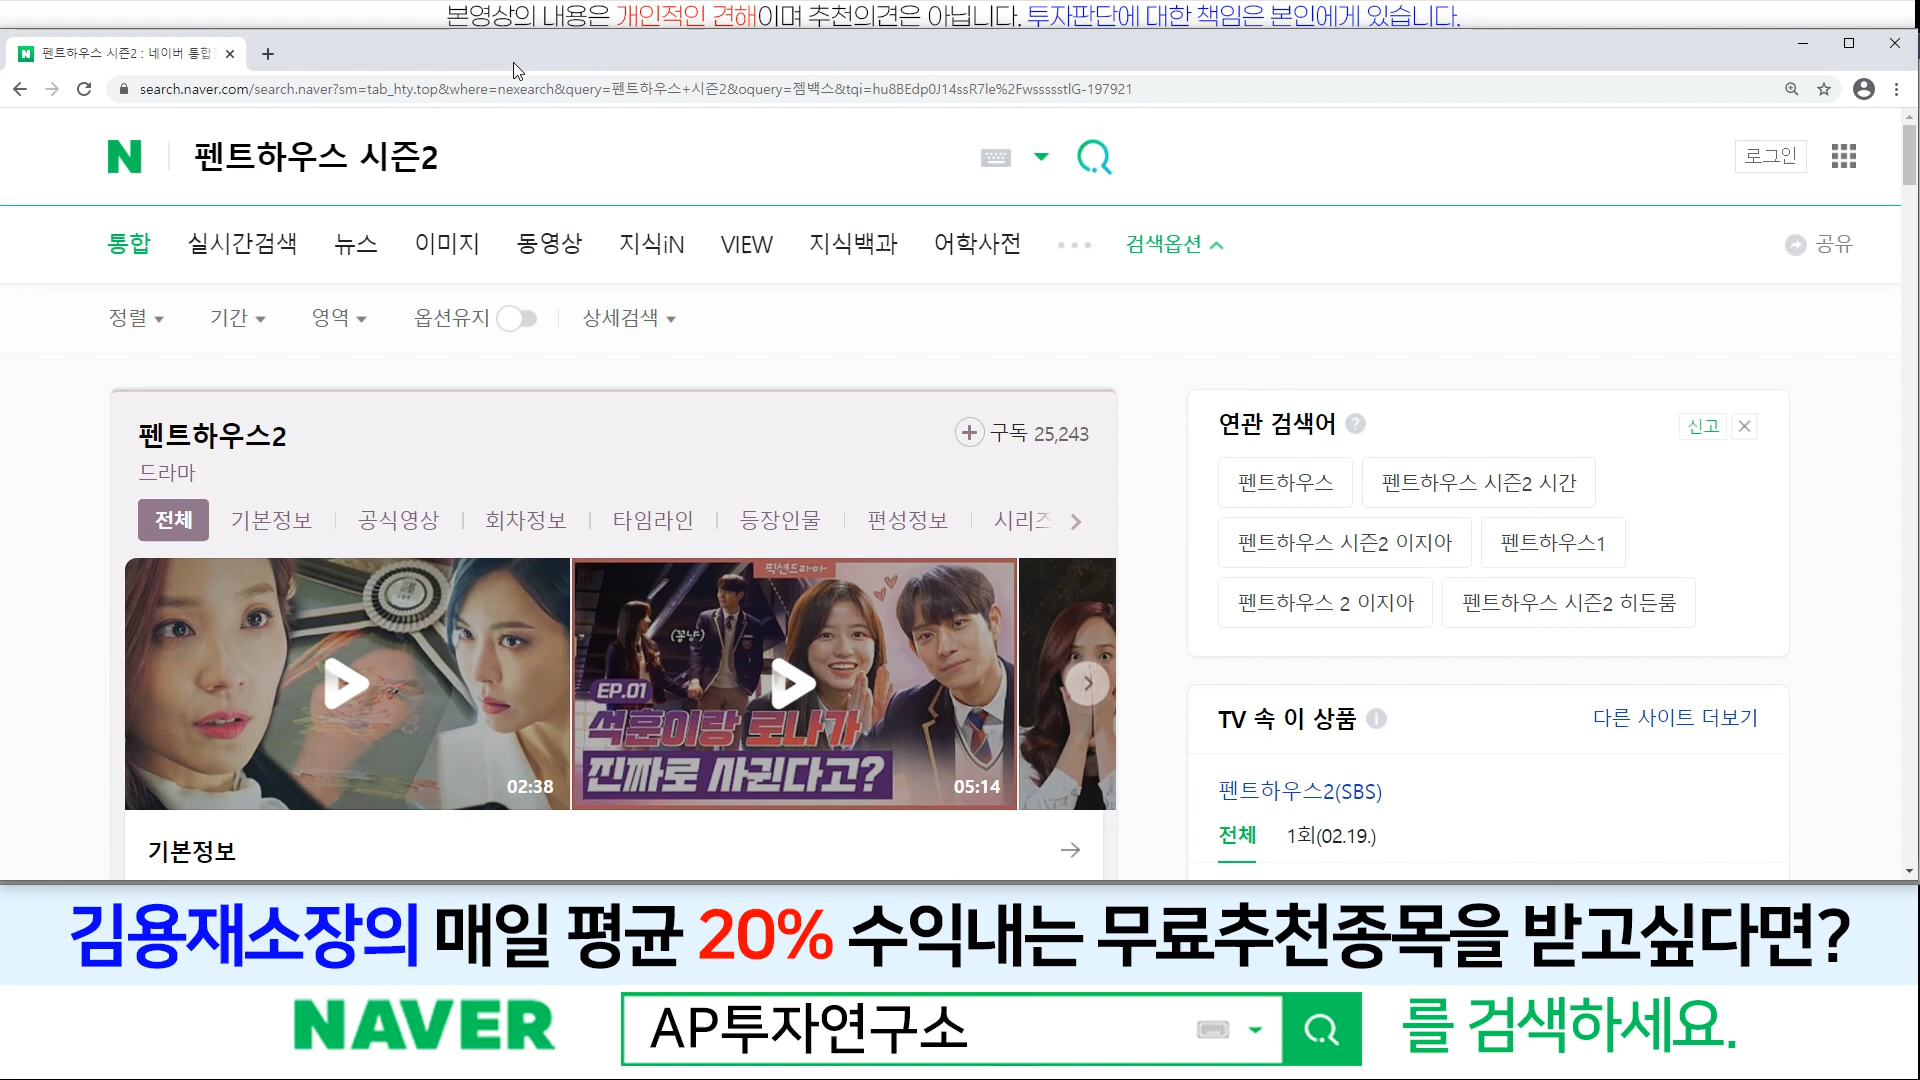 본영상의 내용은 개인적인 견해이며 추천의견은 아닙니다. 투자판단에 대한 책임은 본인에게 있습니다.
펜트하우스 시즌2 : 네이버 통합
search.naver.com/search.naver?sm=tab_hty.top&where=nexearch&query=펜트하우스+시즌2&oquery=젬백스&tqi=hu8BEdp0J14ssR7le%2FwssssstlG-197921
N 펜트하우스 시즌2
로그인
통합 실시간검색 뉴스 이미지 동영상 지식iN VIEW 지식백과 어학사전 검색옵션
공유
정렬 기간 영역 옵션유지 상세검색
펜트하우스2
구독 25,243
드라마
전체 기본정보 공식영상 회차정보 타임라인 등장인물 편성정보 시리즈
픽션드라마
(꽁냥)
EP.01
석훈이랑 로나가
진짜로 사귄다고?
02:38
05:14
기본정보
연관 검색어
신고
펜트하우스 펜트하우스 시즌2 시간
펜트하우스 시즌2 이지아 펜트하우스1
펜트하우스 2 이지아 펜트하우스 시즌2 히든룸
TV 속 이 상품
다른 사이트 더보기
펜트하우스2(SBS)
전체 1회(02.19.)
김용재소장의 매일 평균 20% 수익내는 무료추천종목을 받고싶다면?
NAVER AP투자연구소 를 검색하세요.